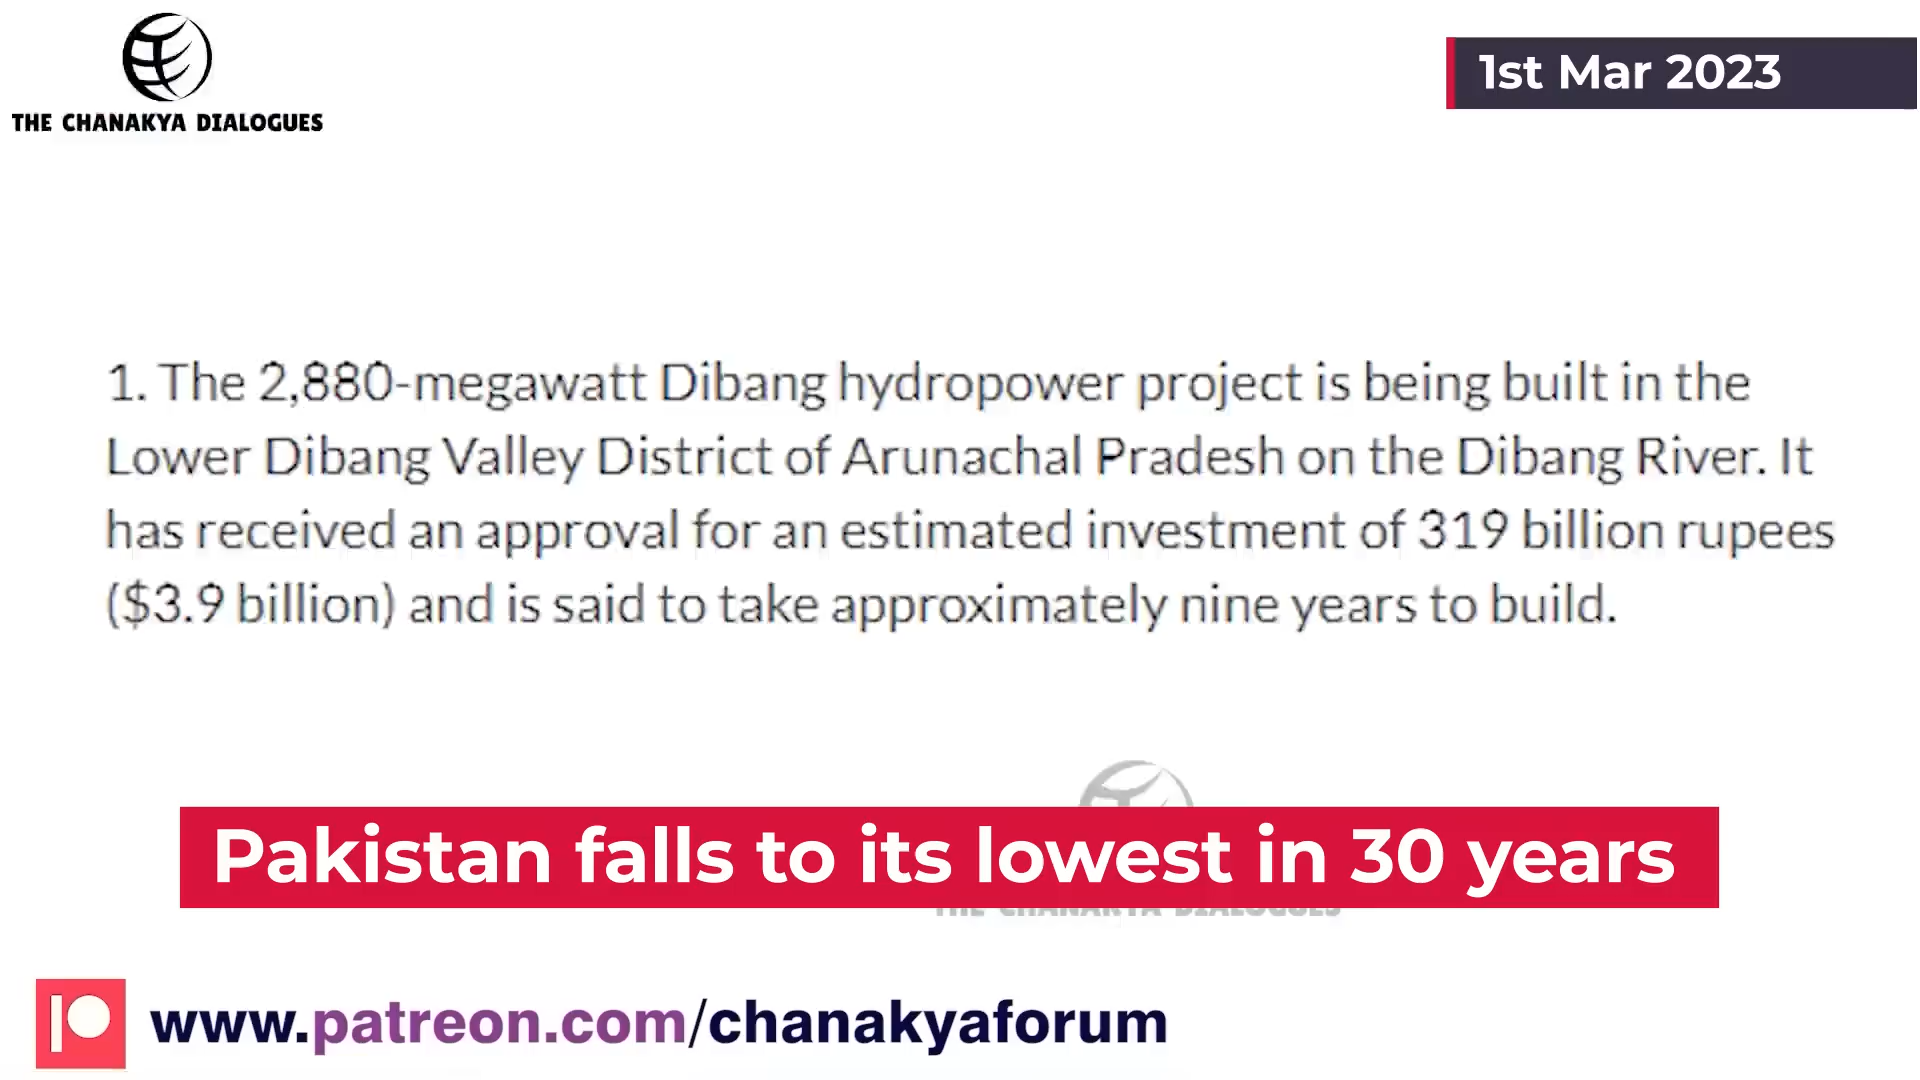 THE CHANAKYA DIALOGUES
1st Mar 2023
1. The 2,880-megawatt Dibang hydropower project is being built in the
Lower Dibang Valley District of Arunachal Pradesh on the Dibang River. It
has received an approval for an estimated investment of 319 billion rupees
($3.9 billion) and is said to take approximately nine years to build.
Pakistan falls to its lowest in 30 years
THE CHANAKYA DIALOGUES
www.patreon.com/chanakyaforum